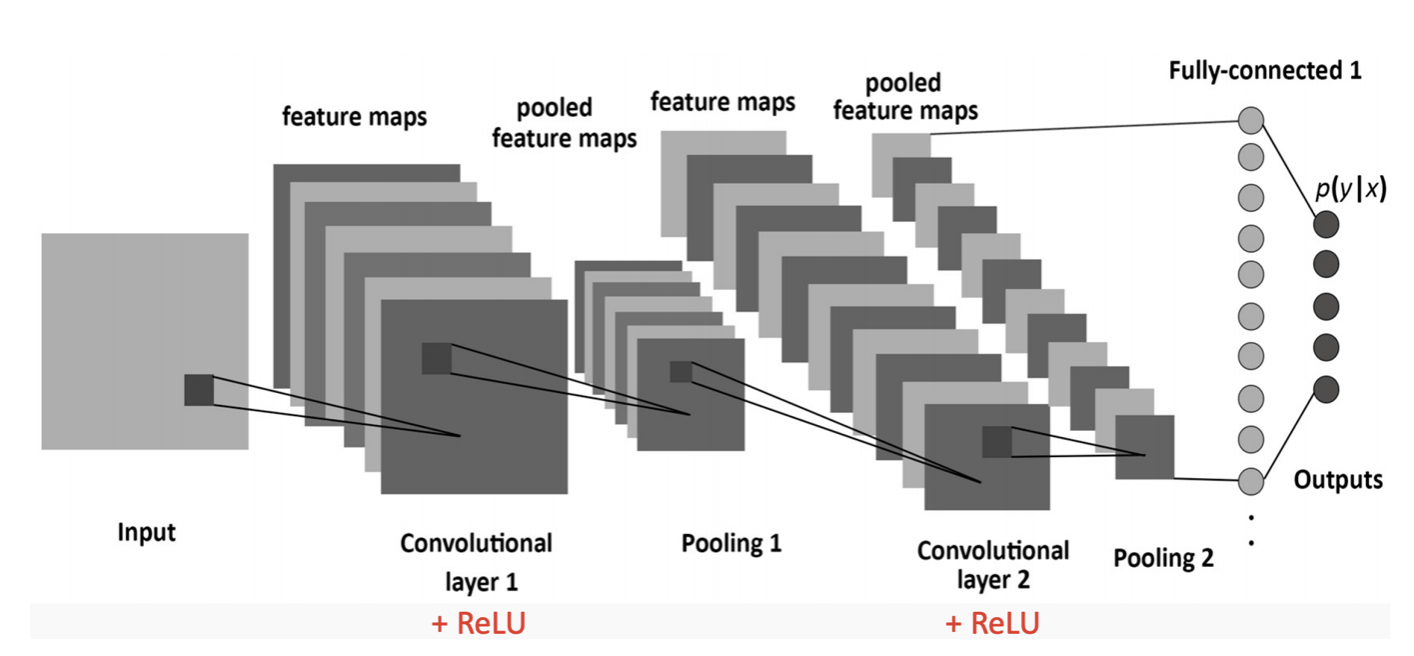 Fully-connected 1
feature maps
pooled
feature maps
feature maps
pooled
feature maps
p(y|x)
Outputs
Input
Convolutional
layer 1
Pooling 1
Convolutional
layer 2
Pooling 2
+ ReLU
+ ReLU